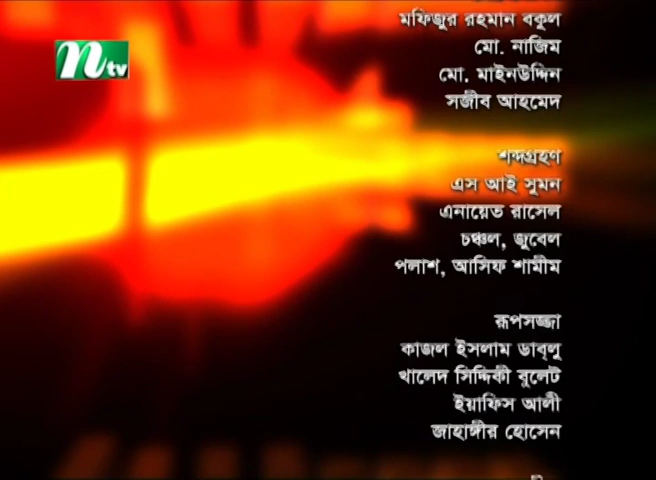 মফিজুর রহমান বকুল
ntv
মো. নাজিম
মো. মাইনউদ্দিন
সজীব আহমেদ
শব্দগ্রহণ
এস আই সুমন
এনায়েত রাসেল
চঞ্চল, জুবেল
পলাশ, আসিফ শামীম
রূপসজ্জা
কাজল ইসলাম ডাবলু
খালেদ সিদ্দিকী বুলেট
ইয়াফিস আলী
জাহাঙ্গীর হোসেন